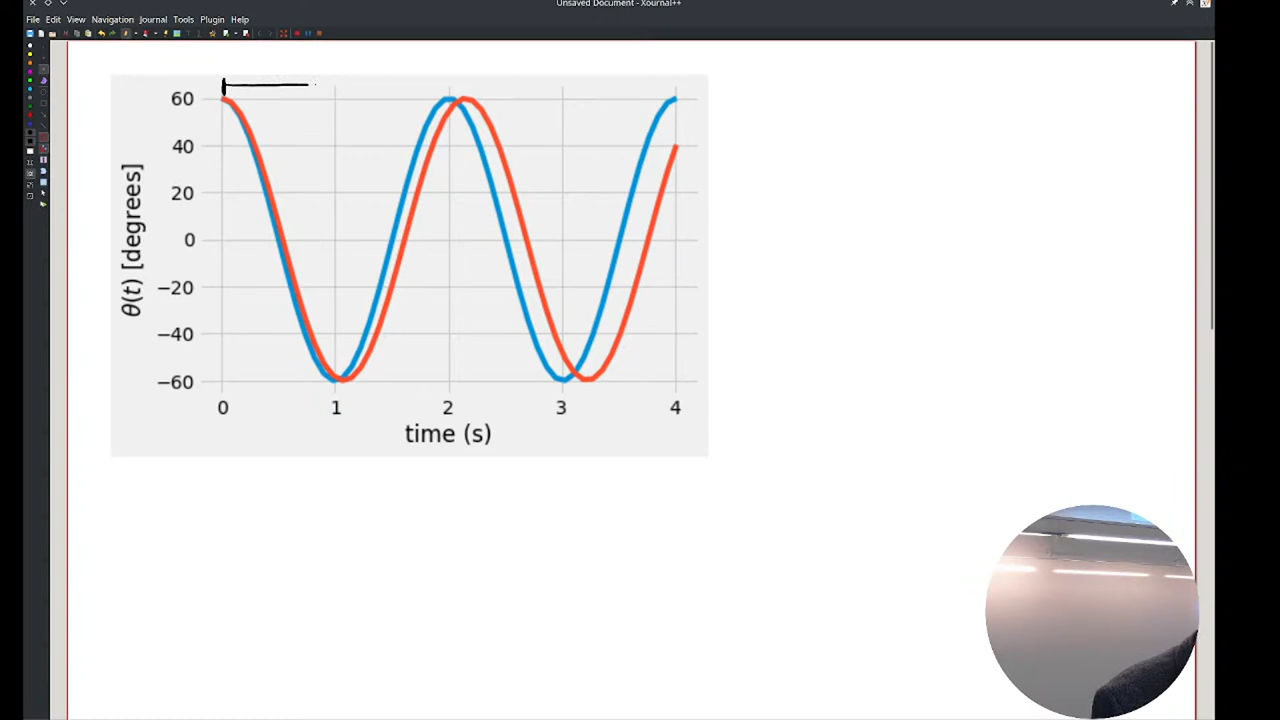 Unsaved Document - Xournal++
File Edit View Navigation Journal Tools Plugin Help
60
40
20
0
−20
−40
−60
θ(t) [degrees]
0 1 2 3 4
time (s)